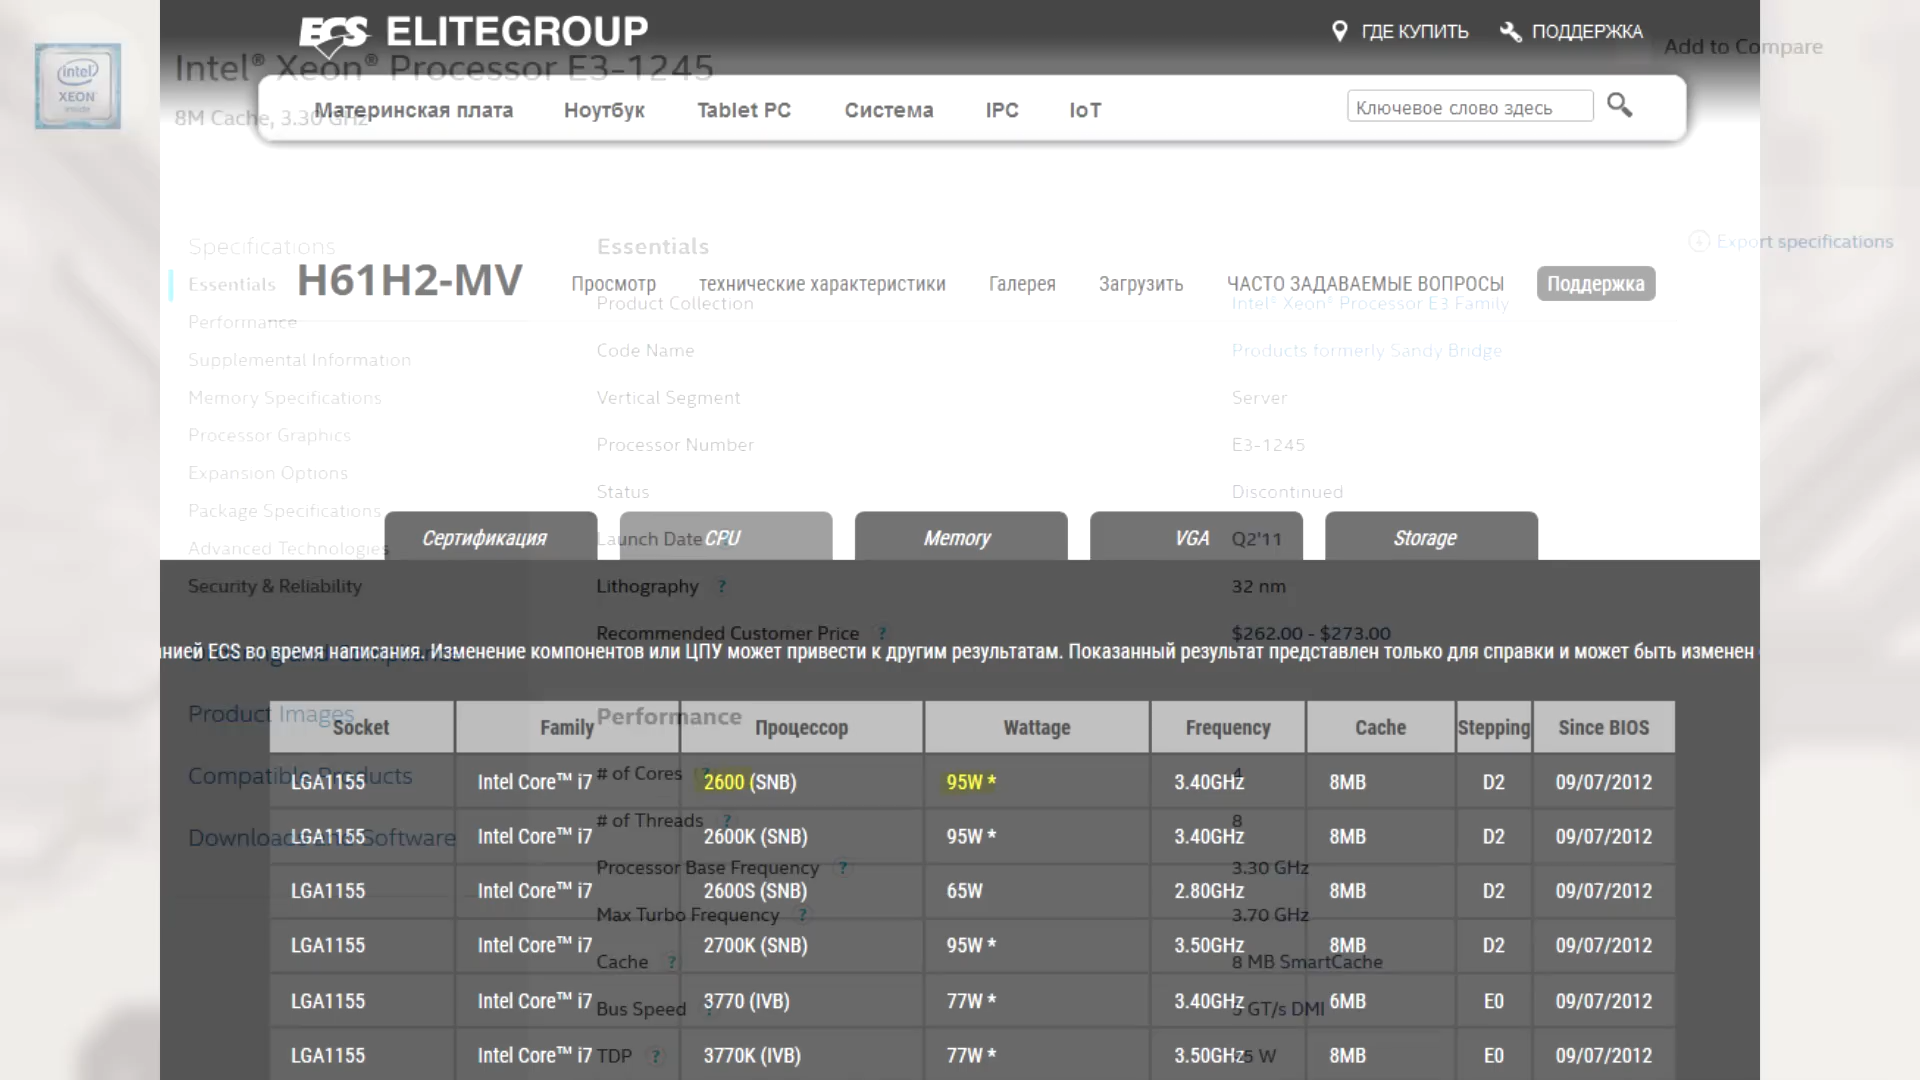 ECS ELITEGROUP
ГДЕ КУПИТЬ ПОДДЕРЖКА
Add to Compare
Intel® Xeon® Processor E3-1245
intel XEON inside
8M Cache, 3.30 GHz
Материнская плата Ноутбук Tablet PC Система IPC IoT
Ключевое слово здесь
Specifications Essentials Export specifications
Essentials
H61H2-MV Просмотр технические характеристики Галерея Загрузить ЧАСТО ЗАДАВАЕМЫЕ ВОПРОСЫ Поддержка
Product Collection Intel® Xeon® Processor E3 Family
Performance
Code Name Products formerly Sandy Bridge
Supplemental Information
Memory Specifications Vertical Segment Server
Processor Graphics
Processor Number E3-1245
Expansion Options
Status Discontinued
Package Specifications
Сертификация CPU Memory VGA Storage
Launch Date Q2'11
Advanced Technologies
Security & Reliability Lithography ? 32 nm
Recommended Customer Price ? $262.00 - $273.00
нией ECS во время написания. Изменение компонентов или ЦПУ может привести к другим результатам. Показанный результат представлен только для справки и может быть изменен
Ordering and Compliance
Product Images Performance
Socket Family Процессор Wattage Frequency Cache Stepping Since BIOS
Compatible Products # of Cores ? 4
LGA1155 Intel Core™ i7 2600 (SNB) 95W * 3.40GHz 8MB D2 09/07/2012
# of Threads ? 8
LGA1155 Intel Core™ i7 2600K (SNB) 95W * 3.40GHz 8MB D2 09/07/2012
Downloads and Software
Processor Base Frequency ? 3.30 GHz
LGA1155 Intel Core™ i7 2600S (SNB) 65W 2.80GHz 8MB D2 09/07/2012
Max Turbo Frequency ? 3.70 GHz
LGA1155 Intel Core™ i7 2700K (SNB) 95W * 3.50GHz 8MB D2 09/07/2012
Cache ? 8 MB SmartCache
LGA1155 Intel Core™ i7 3770 (IVB) 77W * 3.40GHz 6MB E0 09/07/2012
Bus Speed ? 5 GT/s DMI
LGA1155 Intel Core™ i7 3770K (IVB) 77W * 3.50GHz 8MB E0 09/07/2012
TDP ? W